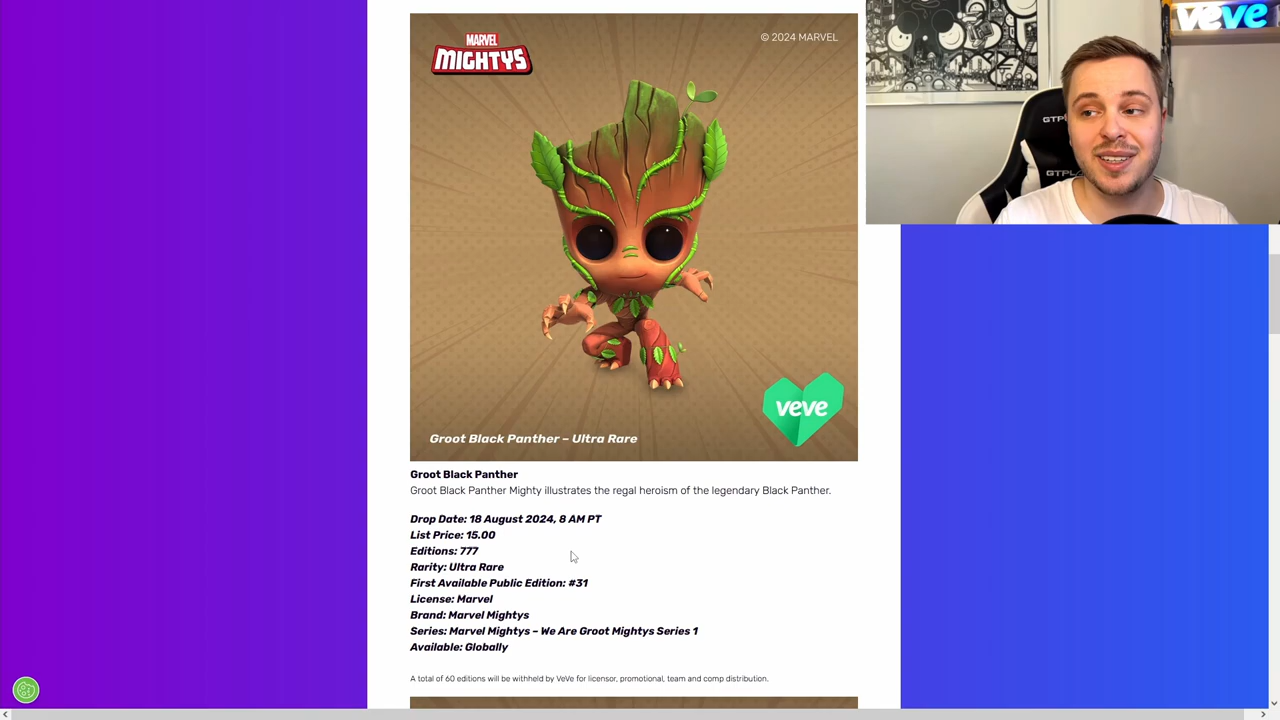 MARVEL
MIGHTYS
© 2024 MARVEL
veve
GTPL
GTPLA
veve
Groot Black Panther – Ultra Rare
Groot Black Panther
Groot Black Panther Mighty illustrates the regal heroism of the legendary Black Panther.
Drop Date: 18 August 2024, 8 AM PT
List Price: 15.00
Editions: 777
Rarity: Ultra Rare
First Available Public Edition: #31
License: Marvel
Brand: Marvel Mightys
Series: Marvel Mightys – We Are Groot Mightys Series 1
Available: Globally
A total of 60 editions will be withheld by VeVe for licensor, promotional, team and comp distribution.